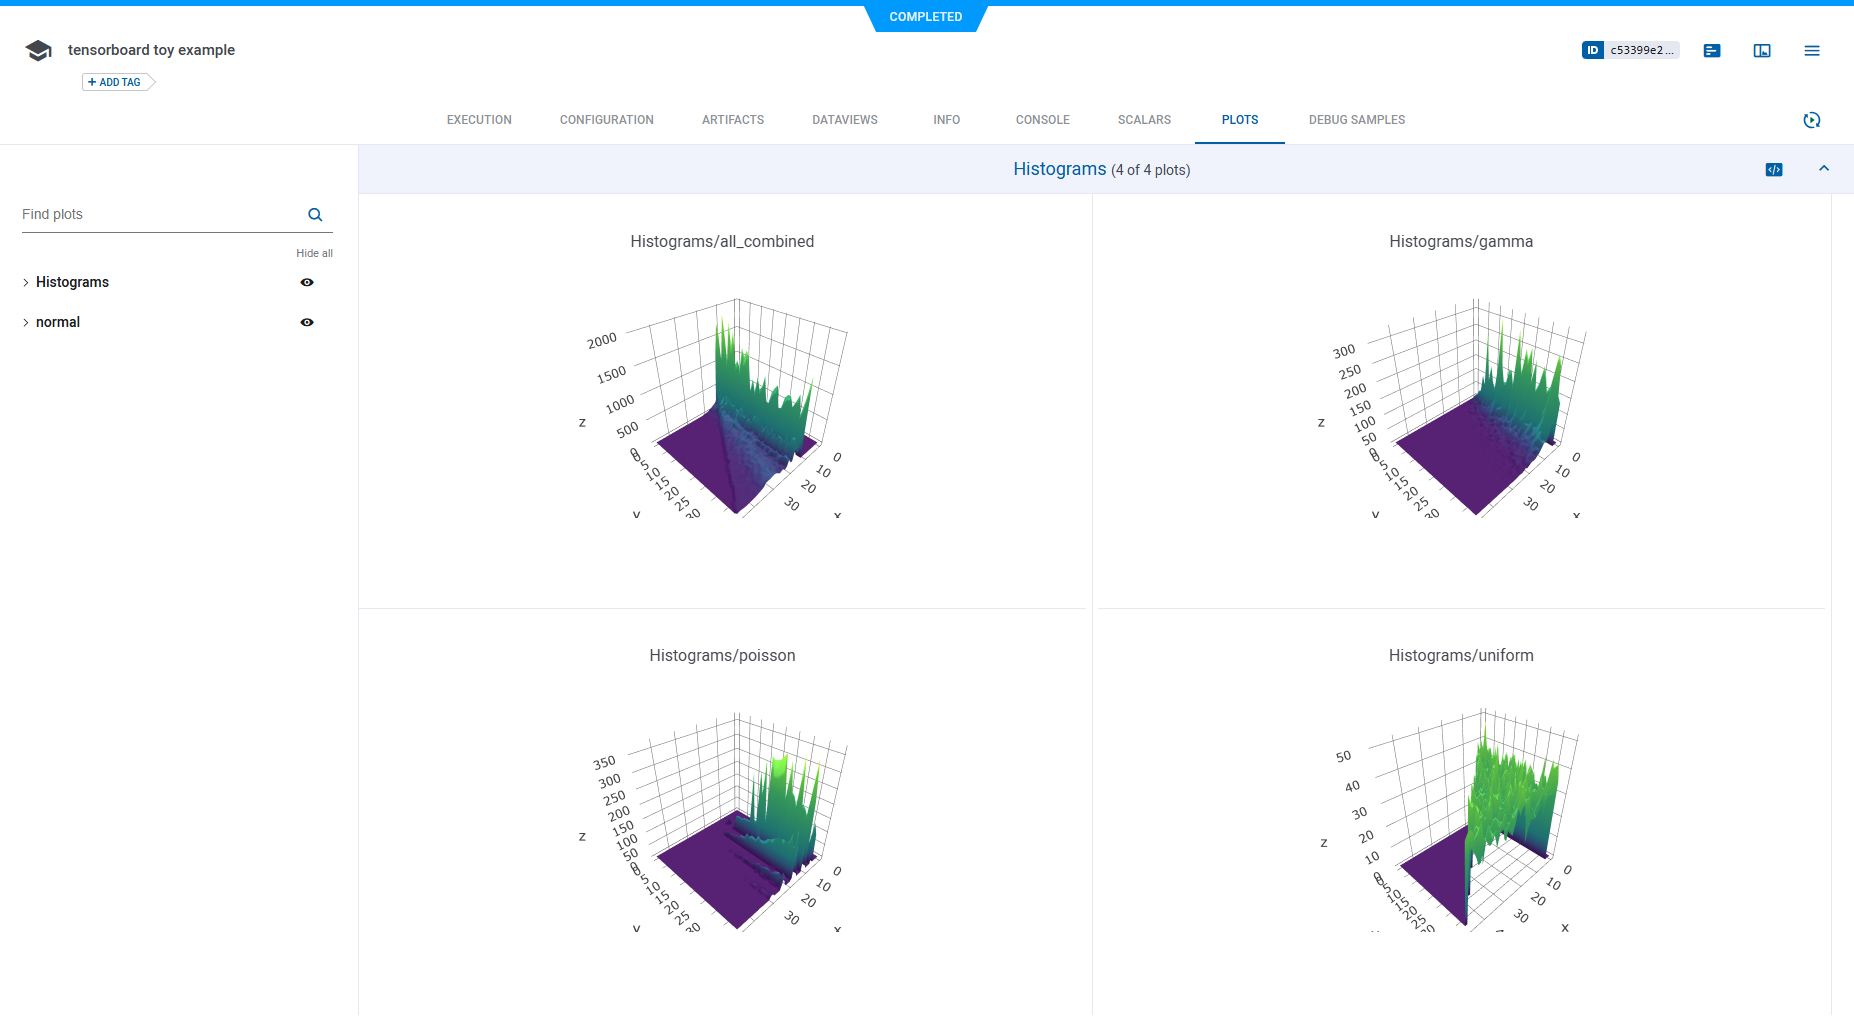 COMPLETED
tensorboard toy example
ID c53399e2...
+ ADD TAG
EXECUTION CONFIGURATION ARTIFACTS DATAVIEWS INFO CONSOLE SCALARS PLOTS DEBUG SAMPLES
Histograms (4 of 4 plots)
Find plots
Hide all
Histograms
normal
Histograms/all_combined
2000
1500
1000
500
0
z
0
5
10
15
20
25
30
y
0
10
20
30
x
Histograms/gamma
300
250
200
150
100
50
0
z
0
5
10
15
20
25
30
y
0
10
20
30
x
Histograms/poisson
350
300
250
200
150
100
50
0
z
0
5
10
15
20
25
30
y
0
10
20
30
x
Histograms/uniform
50
40
30
20
10
0
z
0
5
10
15
20
25
30
0
10
20
30
x